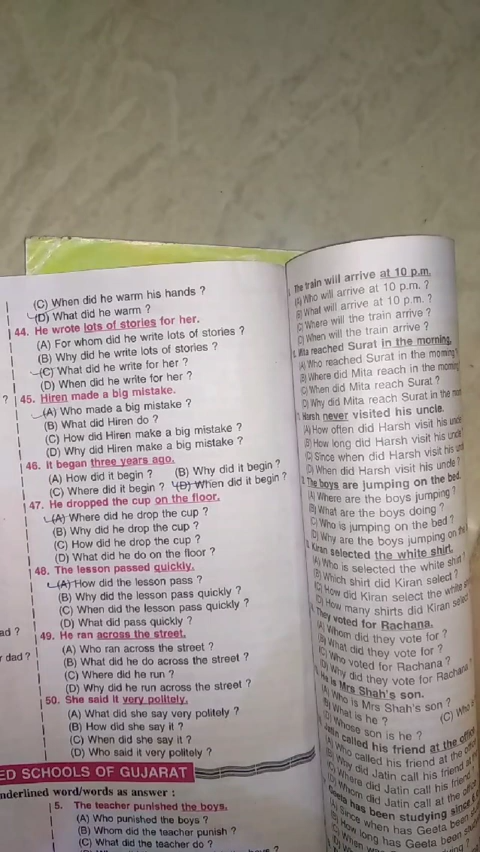 (C) When did he warm his hands ?
(D) What did he warm ?
44. He wrote lots of stories for her.
(A) For whom did he write lots of stories ?
(B) Why did he write lots of stories ?
(C) What did he write for her ?
(D) When did he write for her ?
45. Hiren made a big mistake.
(A) Who made a big mistake ?
(B) What did Hiren do ?
(C) How did Hiren make a big mistake ?
(D) Why did Hiren make a big mistake ?
46. It began three years ago.
(A) How did it begin ? (B) Why did it begin ?
(C) Where did it begin ? (D) When did it begin ?
47. He dropped the cup on the floor.
(A) Where did he drop the cup ?
(B) Why did he drop the cup ?
(C) How did he drop the cup ?
(D) What did he do on the floor ?
48. The lesson passed quickly.
(A) How did the lesson pass ?
(B) Why did the lesson pass quickly ?
(C) When did the lesson pass quickly ?
(D) What did pass quickly ?
49. He ran across the street.
(A) Who ran across the street ?
(B) What did he do across the street ?
(C) Where did he run ?
(D) Why did he run across the street ?
50. She said it very politely.
(A) What did she say very politely ?
(B) How did she say it ?
(C) When did she say it ?
(D) Who said it very politely ?
SCHOOLS OF GUJARAT
word/words as answer :
5. The teacher punished the boys.
(A) Who punished the boys ?
(B) Whom did the teacher punish ?
(C) What did the teacher do ?
?
dad ?
The train will arrive at 10 p.m.
(A) Who will arrive at 10 p.m. ?
(B) What will arrive at 10 p.m. ?
(C) Where will the train arrive ?
(D) When will the train arrive ?
Mita reached Surat in the morning.
(A) Who reached Surat in the morning ?
(B) Where did Mita reach in the morning
(C) When did Mita reach Surat ?
(D) Why did Mita reach Surat in the
Harsh never visited his uncle.
(A) How often did Harsh visit his uncle
(B) How long did Harsh visit his uncle ?
(C) Since when did Harsh visit his
(D) When did Harsh visit his uncle ?
The boys are jumping on the bed.
(A) Where are the boys jumping ?
(B) What are the boys doing ?
(C) Who is jumping on the bed ?
(D) Why are the boys jumping on the
Kiran selected the white shirt.
(A) Who is selected the white shirt ?
(B) Which shirt did Kiran select ?
(C) How did Kiran select the white
(D) How many shirts did Kiran select
They voted for Rachana.
(A) Whom did they vote for ?
(B) What did they vote for ?
(C) Who voted for Rachana ?
(D) Why did they vote for Rachana
He is Mrs Shah's son.
(A) Who is Mrs Shah's son ?
(B) What is he ? (C) Who
(D) Whose son is he ?
Jatin called his friend at the office
(A) Who called his friend at the office
(B) Why did Jatin call his friend
(C) Where did Jatin call his friend
(D) Whom did Jatin call at the office
Geeta has been studying since
(A) Since when has Geeta been
(B) How long has Geeta been
(C) When